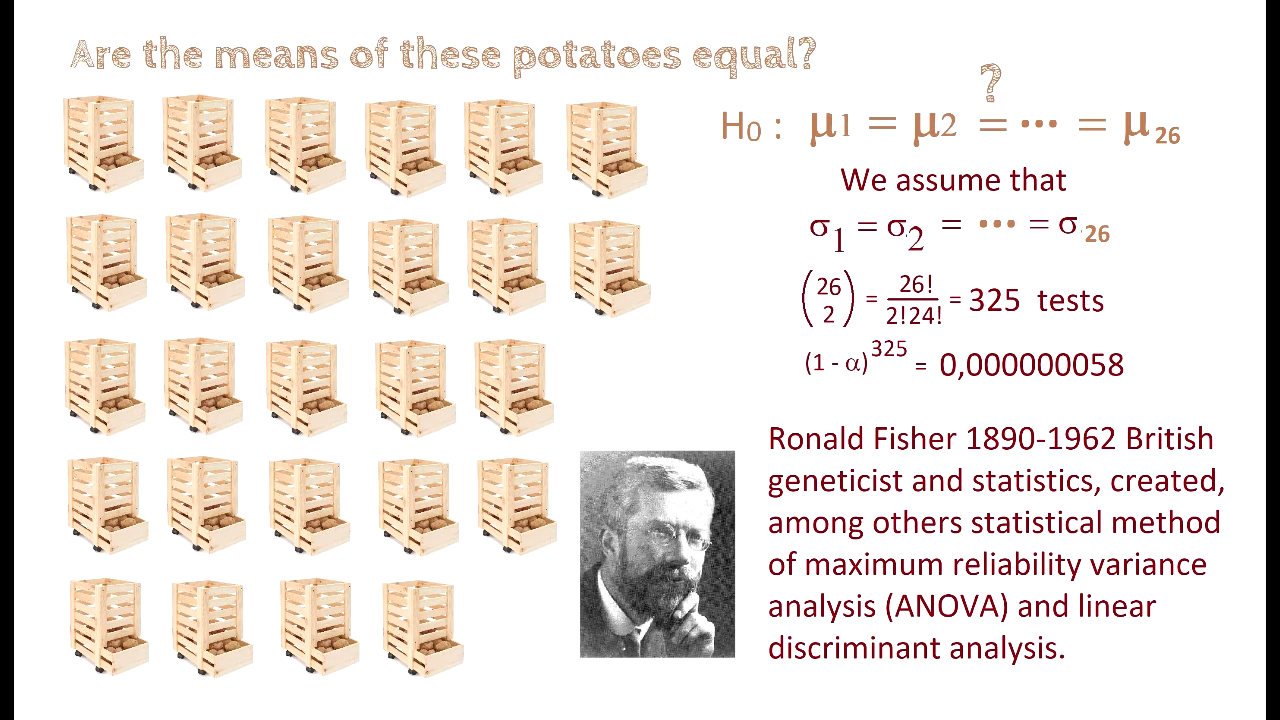 Are the means of these potatoes equal?
?
H0 : μ1 = μ2 = ··· = μ26
We assume that
σ1 = σ2 = ··· = σ26
(26 2) = 26! / 2!24! = 325 tests
(1 - α)^325 = 0,000000058
Ronald Fisher 1890-1962 British
geneticist and statistics, created,
among others statistical method
of maximum reliability variance
analysis (ANOVA) and linear
discriminant analysis.